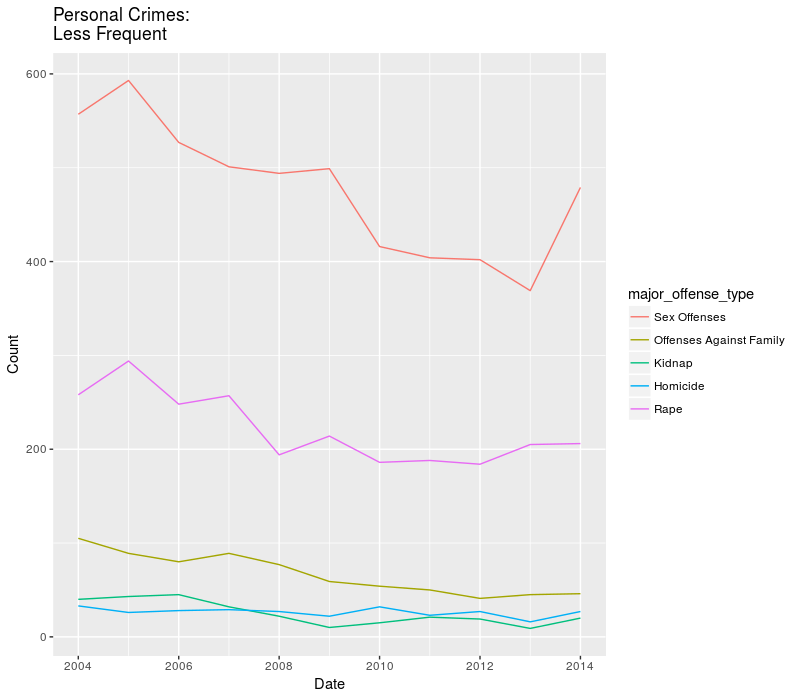 Personal Crimes:
Less Frequent
600
400
200
0
Count
2004 2006 2008 2010 2012 2014
Date
major_offense_type
Sex Offenses
Offenses Against Family
Kidnap
Homicide
Rape